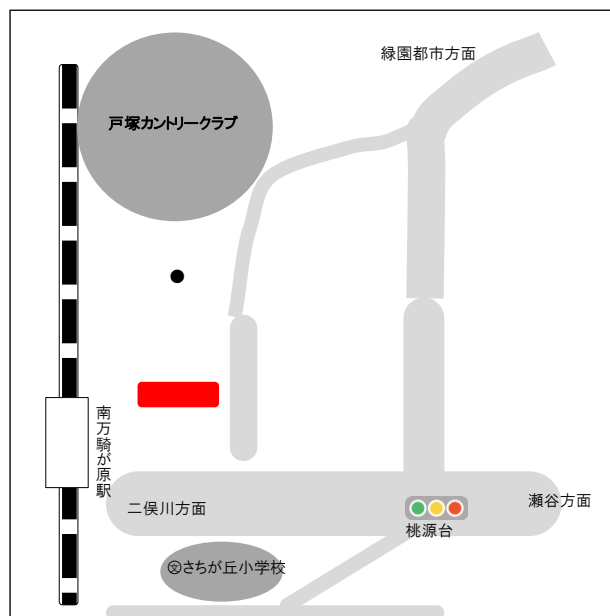 緑園都市方面
戸塚カントリークラブ
南万騎が原駅
二俣川方面
瀬谷方面
桃源台
㊫さちが丘小学校